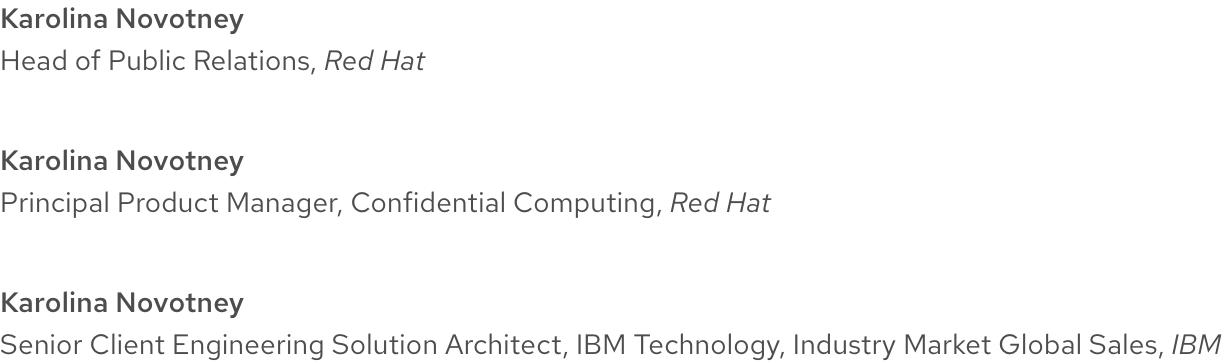 Karolina Novotney
Head of Public Relations, Red Hat
Karolina Novotney
Principal Product Manager, Confidential Computing, Red Hat
Karolina Novotney
Senior Client Engineering Solution Architect, IBM Technology, Industry Market Global Sales, IBM